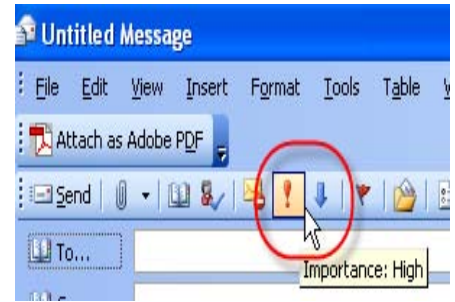 Untitled Message
File Edit View Insert Format Tools Table
Attach as Adobe PDF
Send
To...
Importance: High